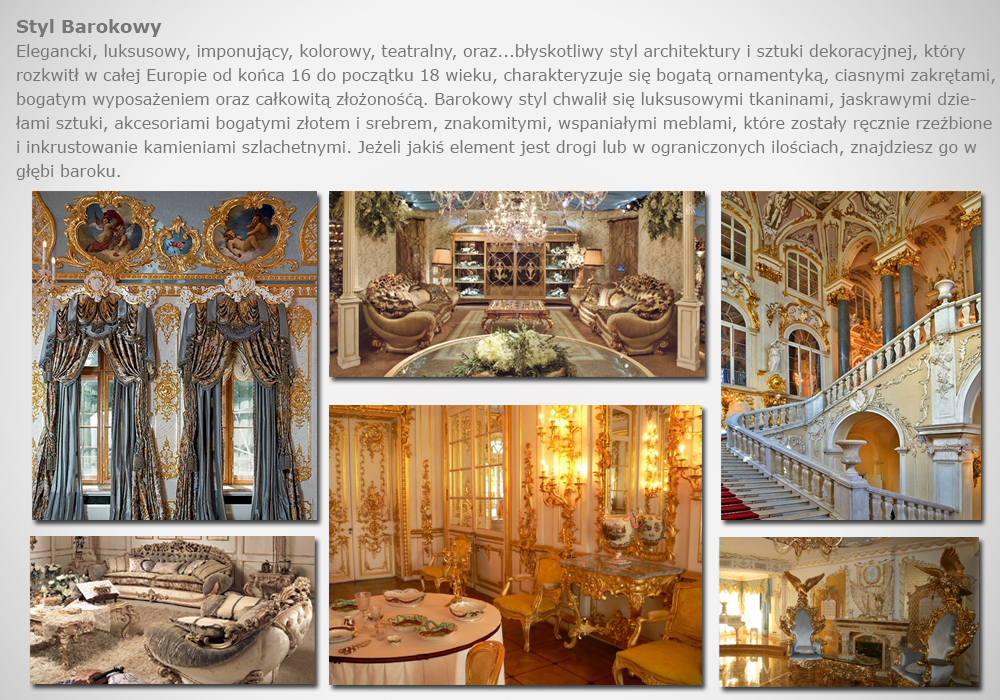 Styl Barokowy
Elegancki, luksusowy, imponujący, kolorowy, teatralny, oraz...błyskotliwy styl architektury i sztuki dekoracyjnej, który
rozkwitł w całej Europie od końca 16 do początku 18 wieku, charakteryzuje się bogatą ornamentyką, ciasnymi zakrętami,
bogatym wyposażeniem oraz całkowitą złożonośćą. Barokowy styl chwalił się luksusowymi tkaninami, jaskrawymi dzie-
łami sztuki, akcesoriami bogatymi złotem i srebrem, znakomitymi, wspaniałymi meblami, które zostały ręcznie rzeźbione
i inkrustowanie kamieniami szlachetnymi. Jeżeli jakiś element jest drogi lub w ograniczonych ilościach, znajdziesz go w
głębi baroku.